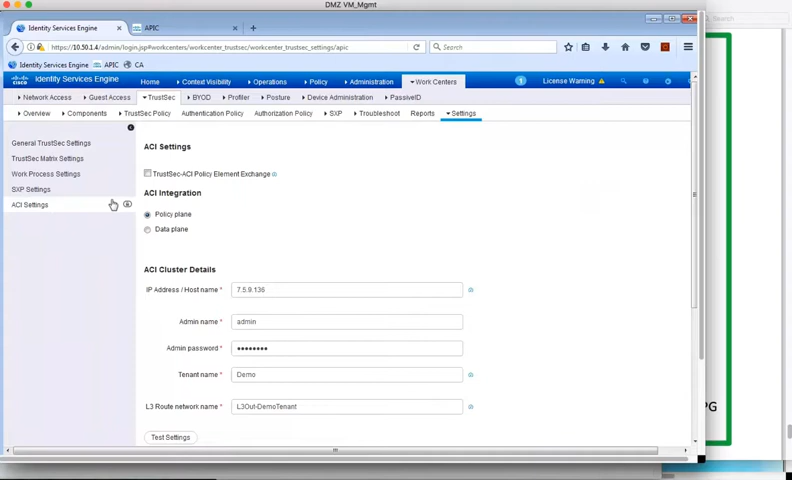 DMZ VM_Mgmt
Identity Services Engine
APIC
https://10.50.1.4/admin/login.jsp#workcenters/workcenter_trustsec/workcenter_trustsec_settings/apic
Search
Search
Identity Services Engine
APIC
CA
CISCO
Identity Services Engine
Home
Context Visibility
Operations
Policy
Administration
Work Centers
1
License Warning
Network Access
Guest Access
TrustSec
BYOD
Profiler
Posture
Device Administration
PassiveID
Overview
Components
TrustSec Policy
Authentication Policy
Authorization Policy
SXP
Troubleshoot
Reports
Settings
General TrustSec Settings
TrustSec Matrix Settings
Work Process Settings
SXP Settings
ACI Settings
ACI Settings
TrustSec-ACI Policy Element Exchange
ACI Integration
Policy plane
Data plane
ACI Cluster Details
IP Address / Host name *
7.5.9.136
Admin name *
admin
Admin password *
••••••••
Tenant name *
Demo
L3 Route network name *
L3Out-DemoTenant
Test Settings
PG